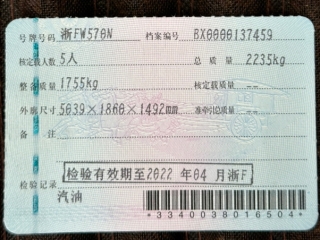 号牌号码 浙FW570N 档案编号 BX0000137459
核定载人数 5人 总质量 2235kg
整备质量 1755kg 核定载质量 --
外廓尺寸 5039×1860×1492mm 准牵引总质量 --
备注
检验有效期至2022年04月浙F
检验记录
汽油
*3340038016504*